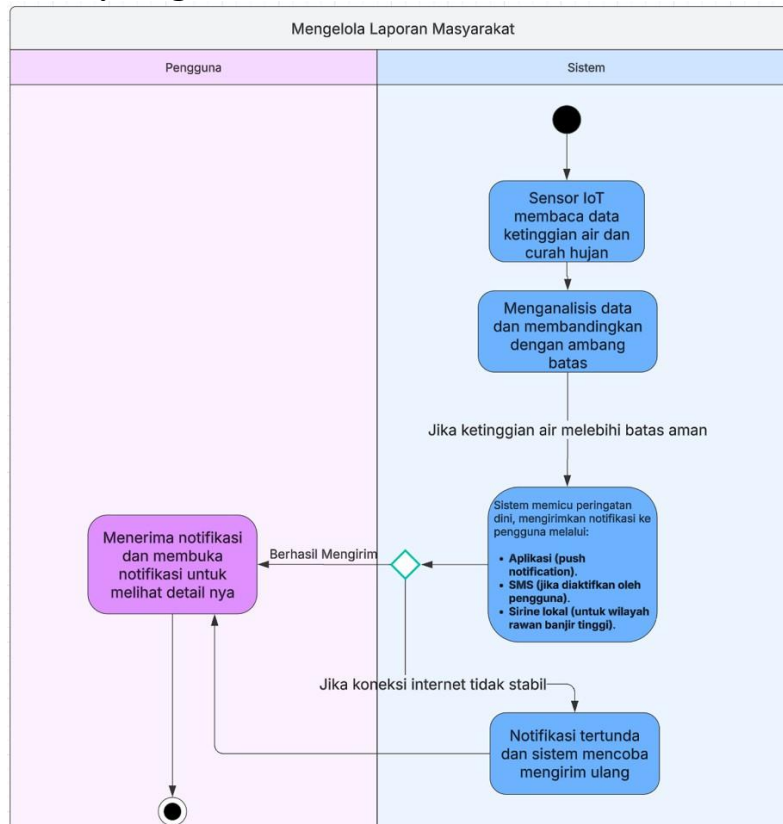 Mengelola Laporan Masyarakat
Pengguna
Sistem
Sensor IoT
membaca data
ketinggian air dan
curah hujan
Menganalisis data
dan membandingkan
dengan ambang
batas
Jika ketinggian air melebihi batas aman
Sistem memicu peringatan
dini, mengirimkan notifikasi ke
pengguna melalui:
• Aplikasi (push
notification).
• SMS (jika diaktifkan oleh
pengguna).
• Sirine lokal (untuk wilayah
rawan banjir tinggi).
Berhasil Mengirim
Menerima notifikasi
dan membuka
notifikasi untuk
melihat detail nya
Jika koneksi internet tidak stabil
Notifikasi tertunda
dan sistem mencoba
mengirim ulang